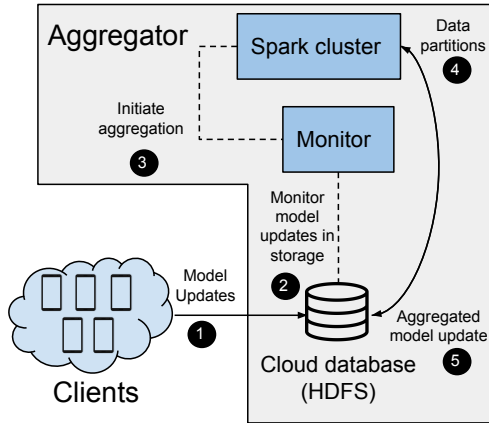 Aggregator
Spark cluster
Data
partitions
4
Initiate
aggregation
3
Monitor
Monitor
model
updates in
storage
2
Model
Updates
1
Clients
Cloud database
(HDFS)
Aggregated
model update
5